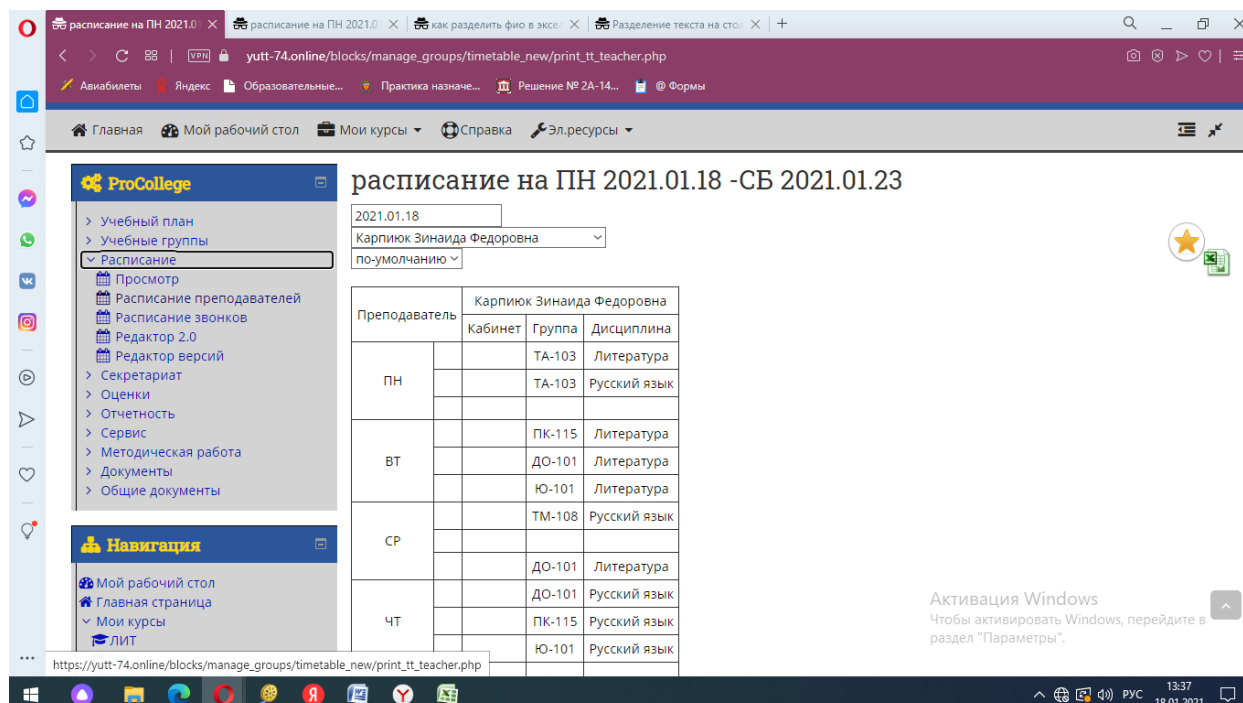 расписание на ПН 2021.01 расписание на ПН 2021.01 как разделить фио в эксел Разделение текста на стол
VPN yutt-74.online/blocks/manage_groups/timetable_new/print_tt_teacher.php
Авиабилеты Яндекс Образовательные... Практика назначе... Решение № 2А-14... @ Формы
Главная Мой рабочий стол Мои курсы Справка Эл.ресурсы
ProCollege
Учебный план
Учебные группы
Расписание
Просмотр
Расписание преподавателей
Расписание звонков
Редактор 2.0
Редактор версий
Секретариат
Оценки
Отчетность
Сервис
Методическая работа
Документы
Общие документы
Навигация
Мой рабочий стол
Главная страница
Мои курсы
ЛИТ
https://yutt-74.online/blocks/manage_groups/timetable_new/print_tt_teacher.php
расписание на ПН 2021.01.18 -СБ 2021.01.23
2021.01.18
Карпиюк Зинаида Федоровна
по-умолчанию
Преподаватель Карпиюк Зинаида Федоровна
Кабинет Группа Дисциплина
ПН ТА-103 Литература
ТА-103 Русский язык
ВТ ПК-115 Литература
ДО-101 Литература
Ю-101 Литература
СР ТМ-108 Русский язык
ДО-101 Литература
ЧТ ДО-101 Русский язык
ПК-115 Русский язык
Ю-101 Русский язык
Активация Windows
Чтобы активировать Windows, перейдите в
раздел "Параметры".
РУС 13:37
18.01.2021